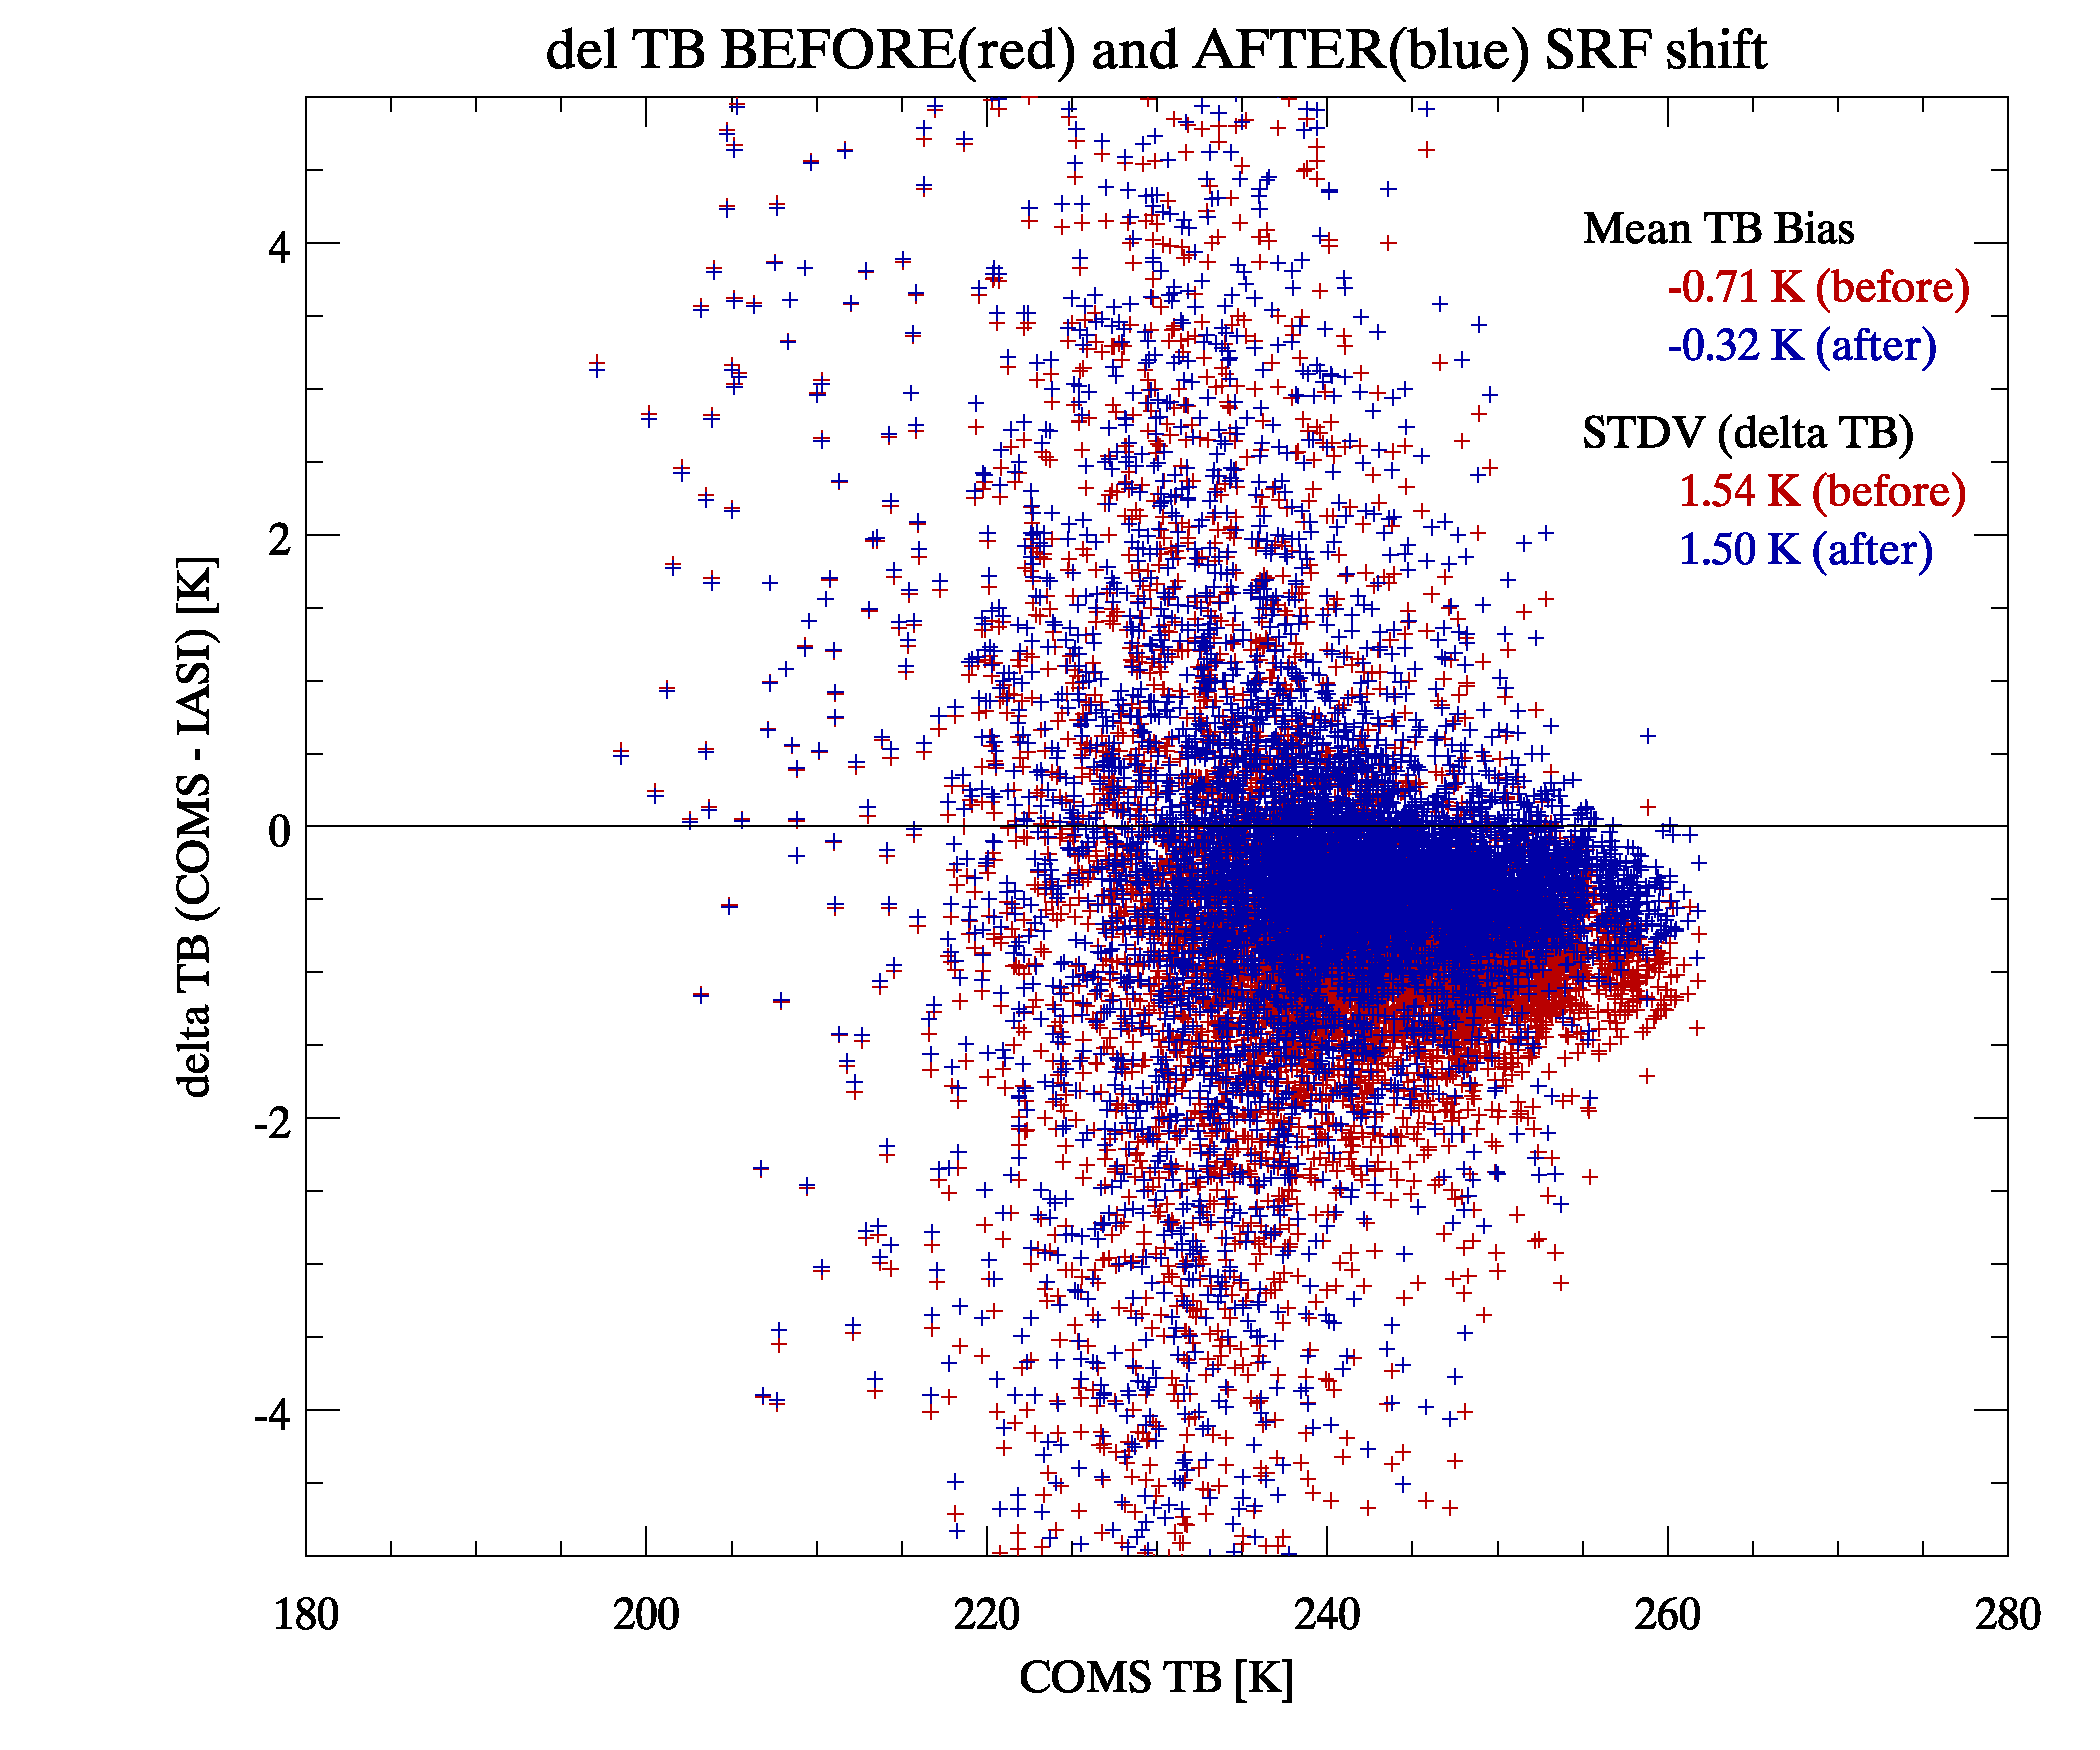 del TB BEFORE(red) and AFTER(blue) SRF shift
Mean TB Bias
-0.71 K (before)
-0.32 K (after)
STDV (delta TB)
1.54 K (before)
1.50 K (after)
delta TB (COMS - IASI) [K]
4
2
0
-2
-4
180
200
220
240
260
280
COMS TB [K]